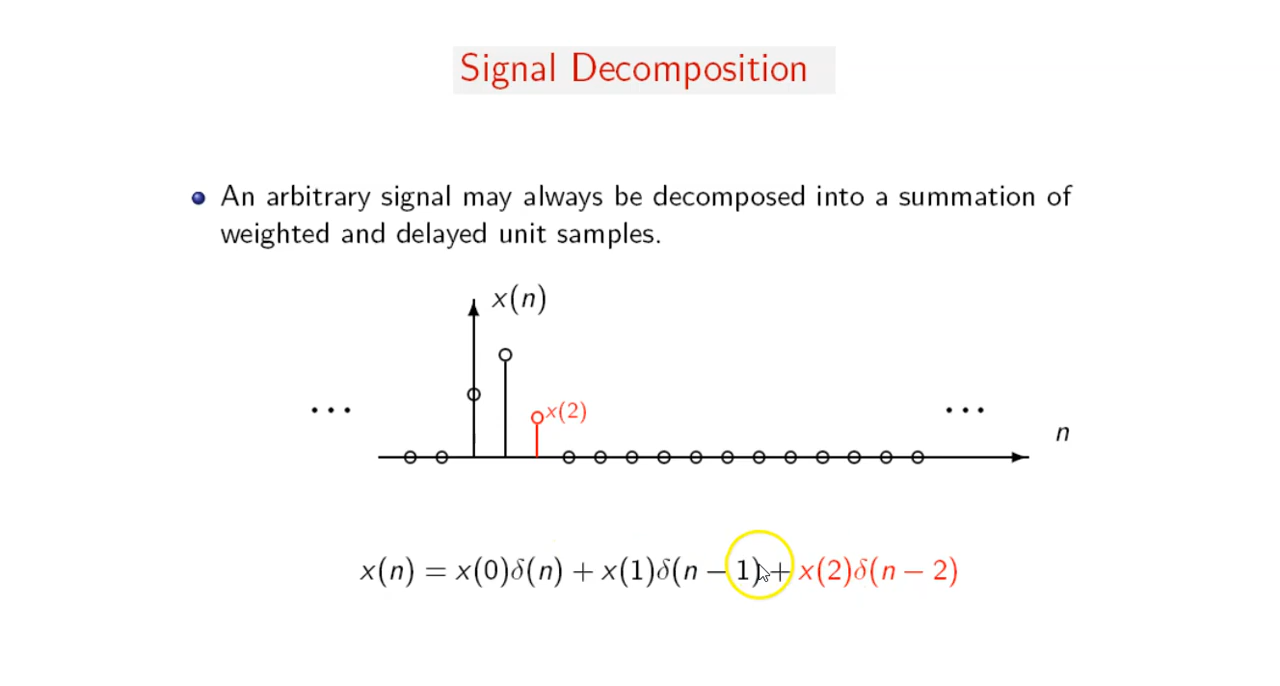 Signal Decomposition
An arbitrary signal may always be decomposed into a summation of
weighted and delayed unit samples.
x(n)
x(2)
... ...
n
x(n) = x(0)δ(n) + x(1)δ(n − 1) + x(2)δ(n − 2)